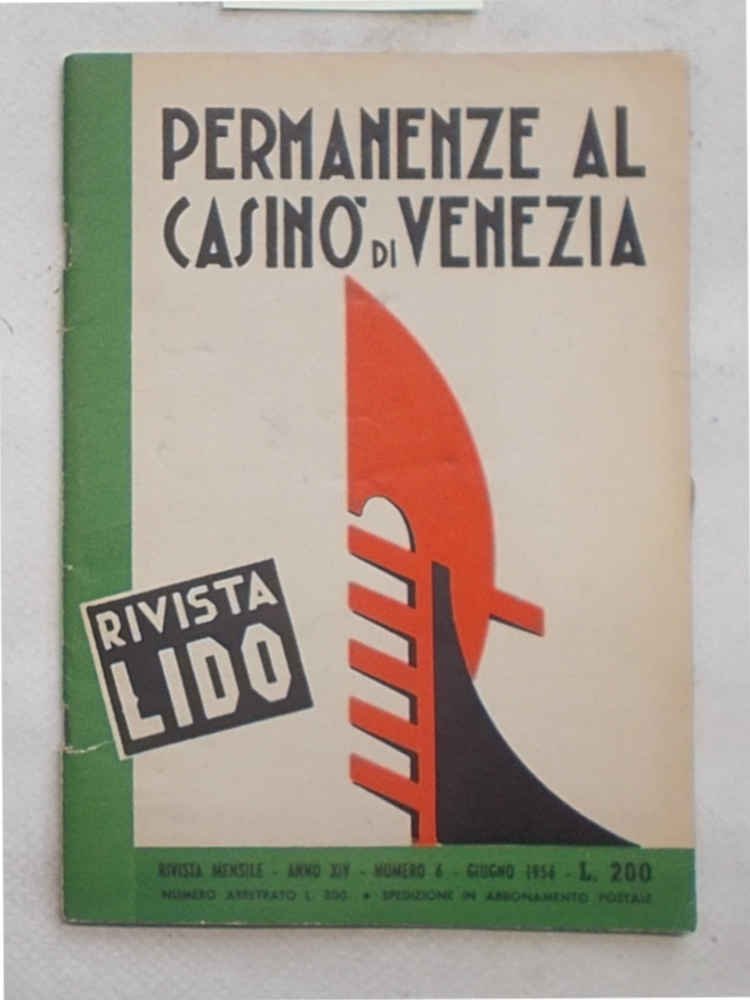 PERMANENZE AL
CASINO' DI VENEZIA
RIVISTA
LIDO
RIVISTA MENSILE - ANNO XIV - NUMERO 6 - GIUGNO 1956 - L. 200
NUMERO ARRETRATO L. 300 • SPEDIZIONE IN ABBONAMENTO POSTALE